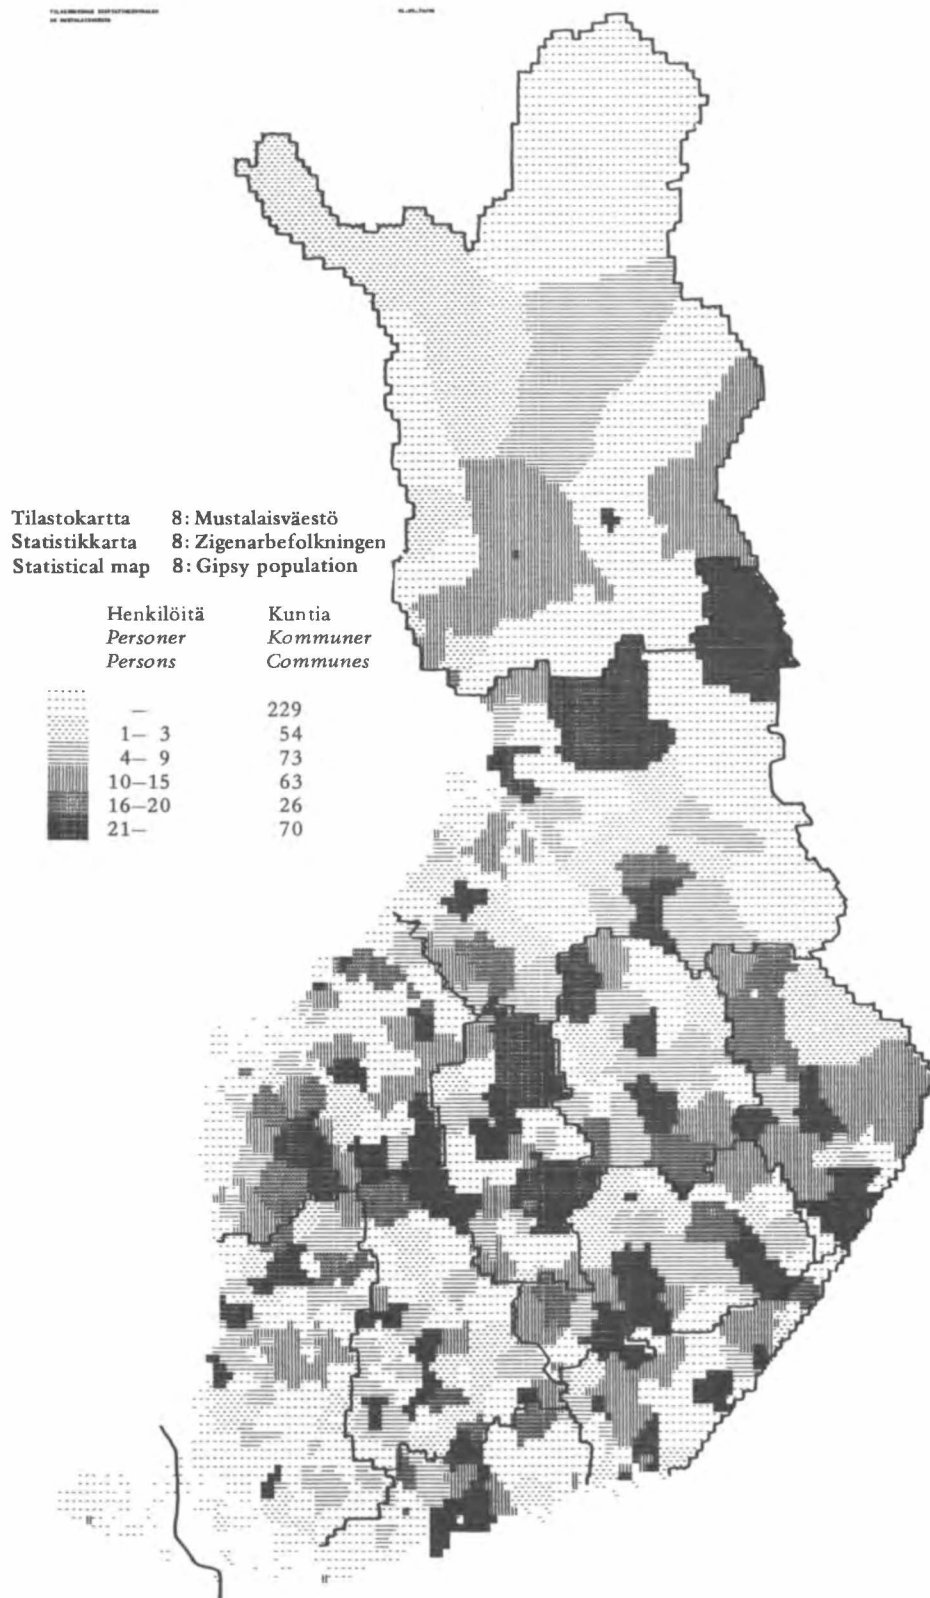 Tilastokartta 8: Mustalaisväestö
Statistikkarta 8: Zigenarbefolkningen
Statistical map 8: Gipsy population
Henkilöitä Kuntia
Personer Kommuner
Persons Communes
— 229
1— 3 54
4— 9 73
10—15 63
16—20 26
21— 70